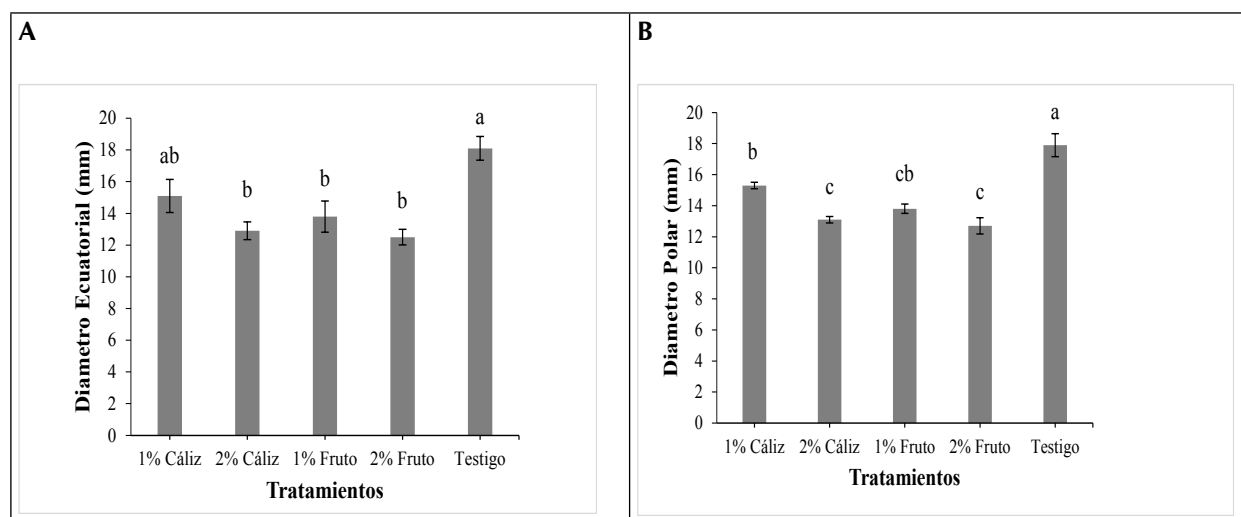 A
Diametro Ecuatorial (mm)
20
18
16
14
12
10
8
6
4
2
0
ab
b
b
b
a
1% Cáliz 2% Cáliz 1% Fruto 2% Fruto Testigo
Tratamientos
B
Diametro Polar (mm)
20
18
16
14
12
10
8
6
4
2
0
b
c
cb
c
a
1% Cáliz 2% Cáliz 1% Fruto 2% Fruto Testigo
Tratamientos